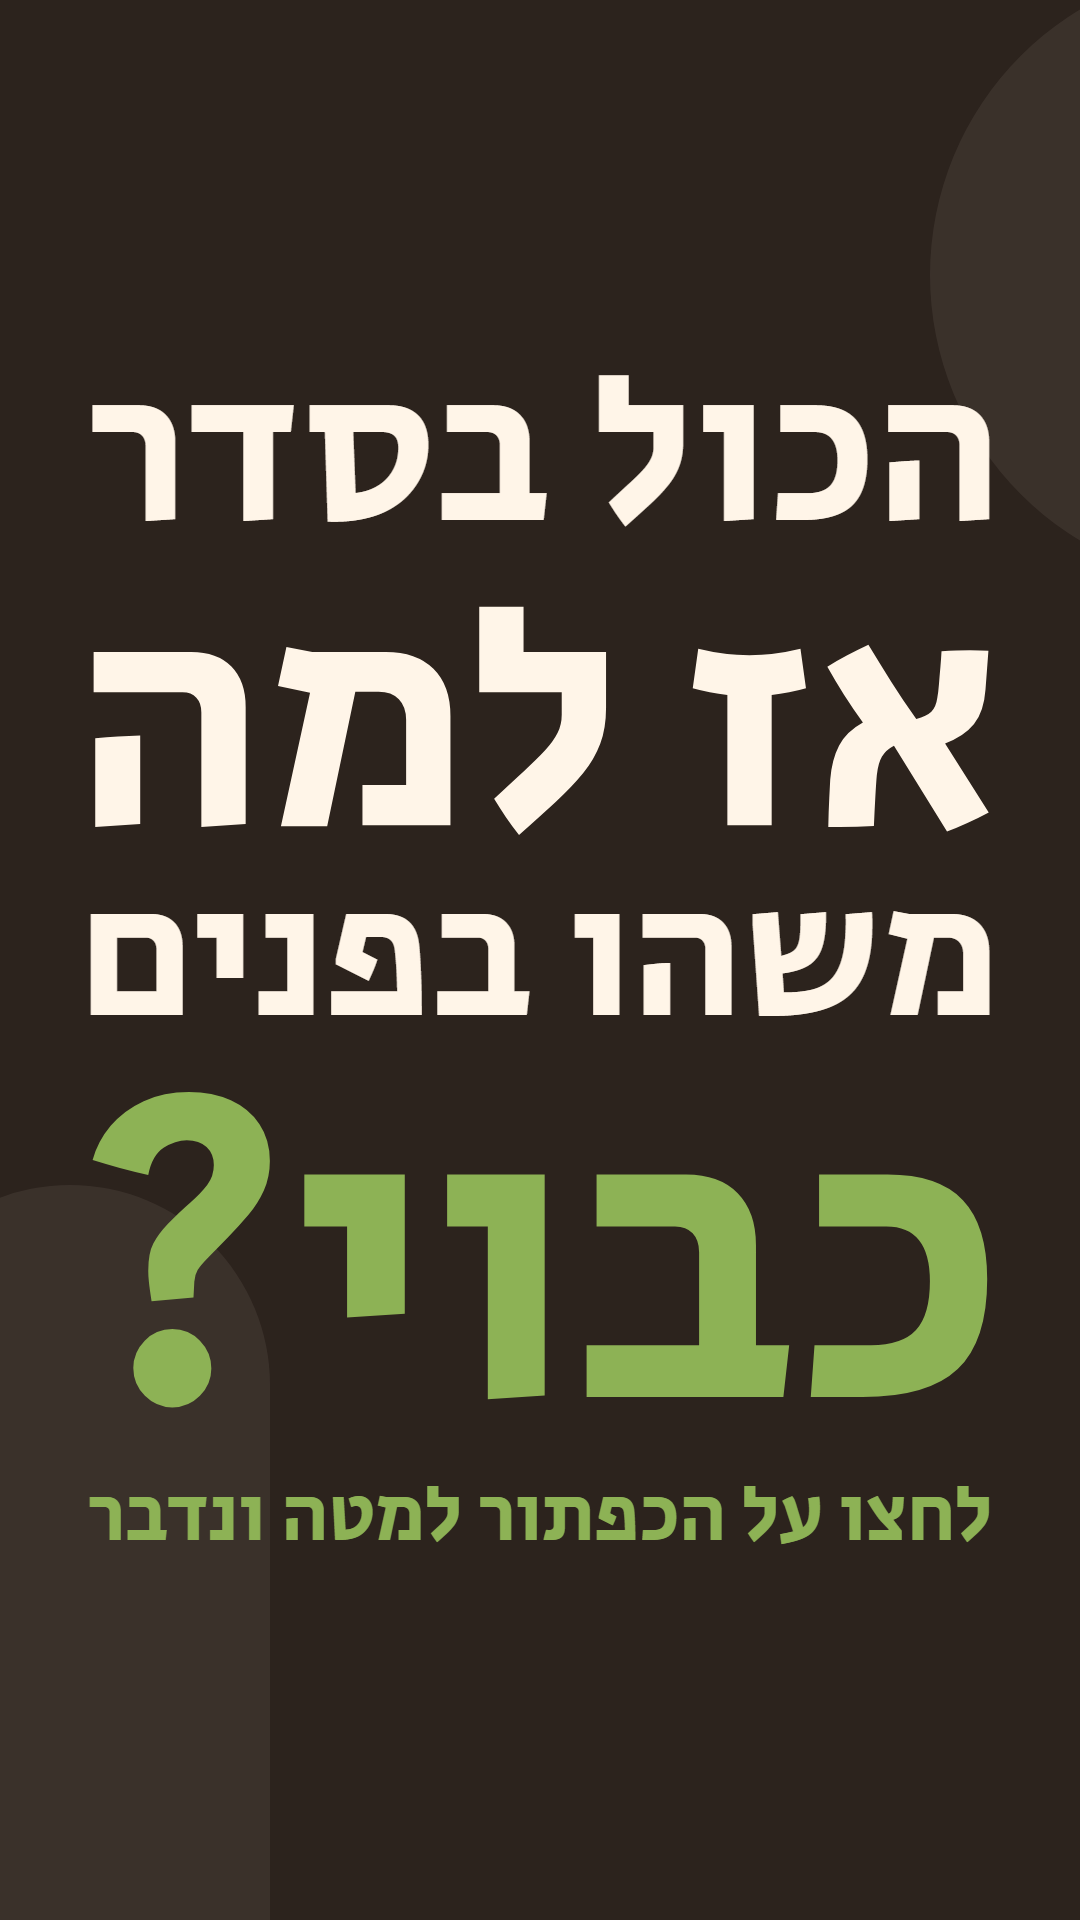 הכול בסדר
אז למה
משהו בפנים
כבוי?
לחצו על הכפתור למטה ונדבר